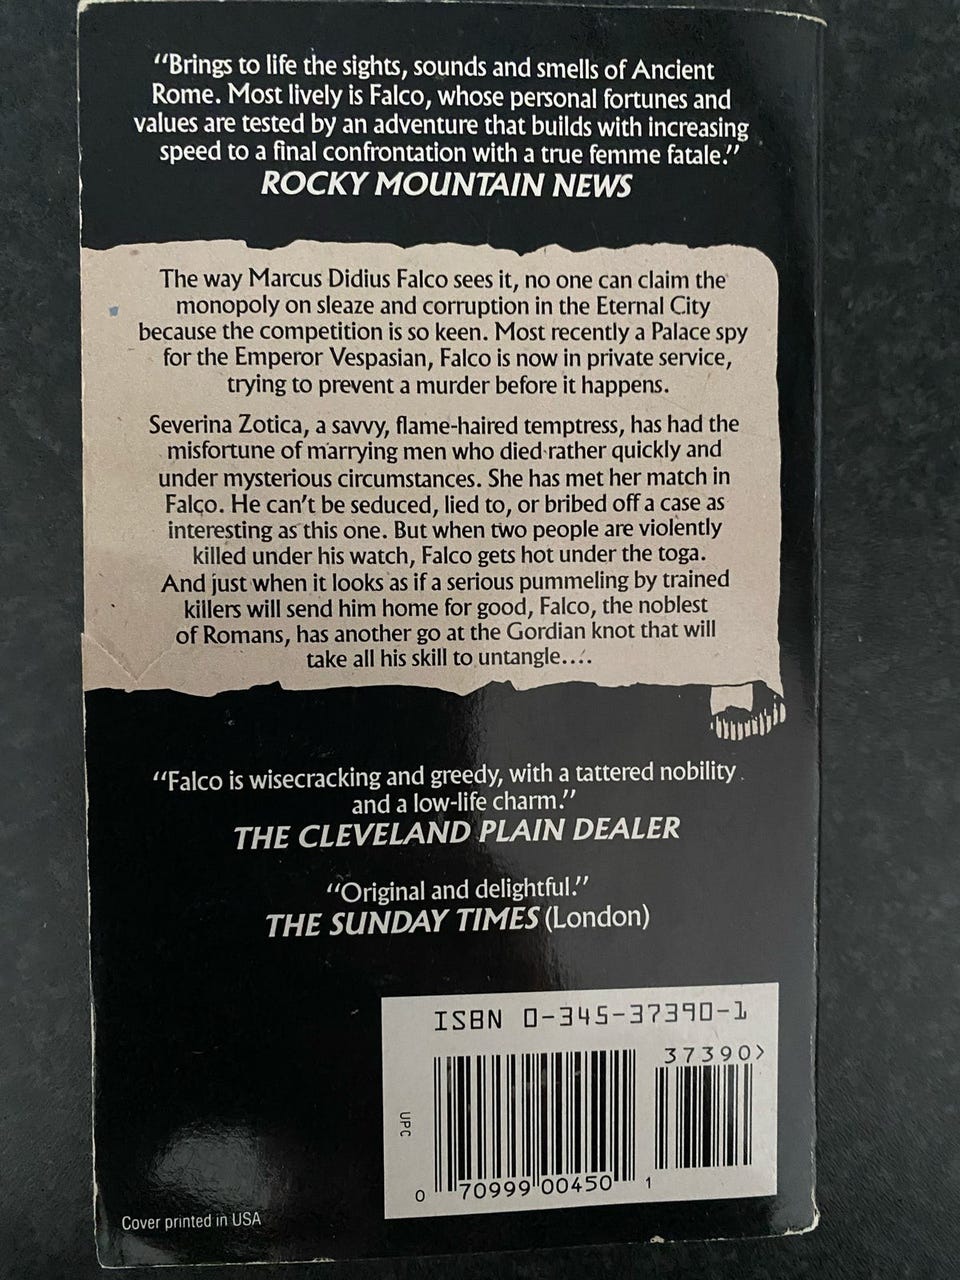 “Brings to life the sights, sounds and smells of Ancient
Rome. Most lively is Falco, whose personal fortunes and
values are tested by an adventure that builds with increasing
speed to a final confrontation with a true femme fatale.”
ROCKY MOUNTAIN NEWS
The way Marcus Didius Falco sees it, no one can claim the
monopoly on sleaze and corruption in the Eternal City
because the competition is so keen. Most recently a Palace spy
for the Emperor Vespasian, Falco is now in private service,
trying to prevent a murder before it happens.
Severina Zotica, a savvy, flame-haired temptress, has had the
misfortune of marrying men who died rather quickly and
under mysterious circumstances. She has met her match in
Falco. He can't be seduced, lied to, or bribed off a case as
interesting as this one. But when two people are violently
killed under his watch, Falco gets hot under the toga.
And just when it looks as if a serious pummeling by trained
killers will send him home for good, Falco, the noblest
of Romans, has another go at the Gordian knot that will
take all his skill to untangle....
“Falco is wisecracking and greedy, with a tattered nobility
and a low-life charm.”
THE CLEVELAND PLAIN DEALER
“Original and delightful.”
THE SUNDAY TIMES (London)
ISBN 0-345-37390-1
37390>
UPC
0 70999 00450 1
Cover printed in USA